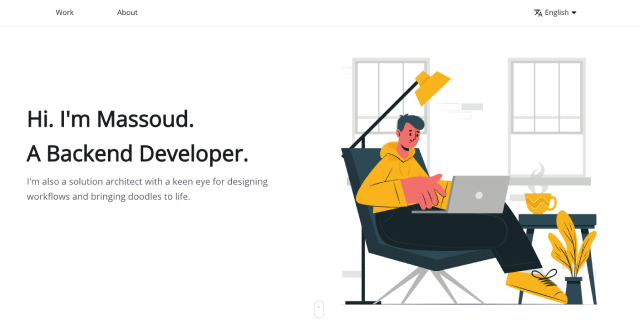 Work
About
English
Hi. I'm Massoud.
A Backend Developer.
I'm also a solution architect with a keen eye for designing
workflows and bringing doodles to life.